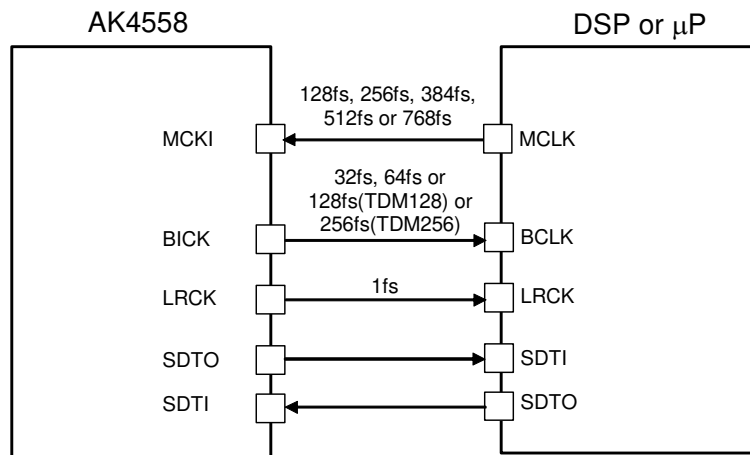 AK4558
DSP or μP
128fs, 256fs, 384fs,
512fs or 768fs
MCKI
MCLK
32fs, 64fs or
128fs(TDM128) or
256fs(TDM256)
BICK
BCLK
LRCK
1fs
LRCK
SDTO
SDTI
SDTI
SDTO